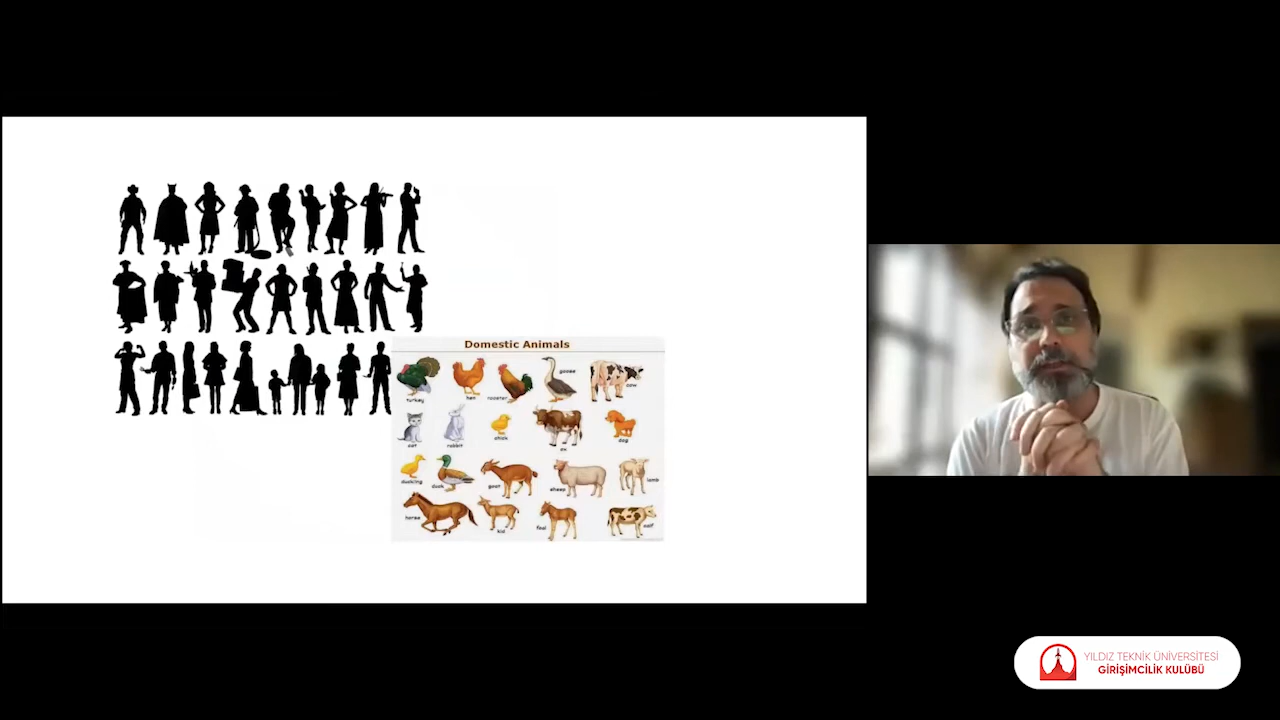 Domestic Animals
turkey
hen
rooster
goose
cow
cat
rabbit
chick
ox
dog
duckling
duck
goat
sheep
lamb
horse
kid
foal
calf
YILDIZ TEKNİK ÜNİVERSİTESİ
GİRİŞİMCİLİK KULÜBÜ